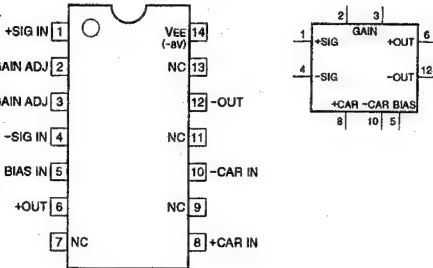 +SIG IN 1
GAIN ADJ 2
GAIN ADJ 3
-SIG IN 4
BIAS IN 5
+OUT 6
7 NC
VEE 14
(-8V)
NC 13
12 -OUT
NC 11
10 -CAR IN
NC 9
8 +CAR IN
2 3
GAIN
1 +SIG +OUT 6
4 -SIG -OUT 12
+CAR -CAR BIAS
8 10 5